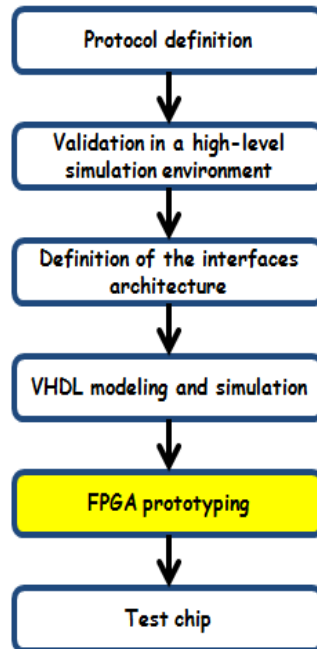 Protocol definition
Validation in a high-level
simulation environment
Definition of the interfaces
architecture
VHDL modeling and simulation
FPGA prototyping
Test chip